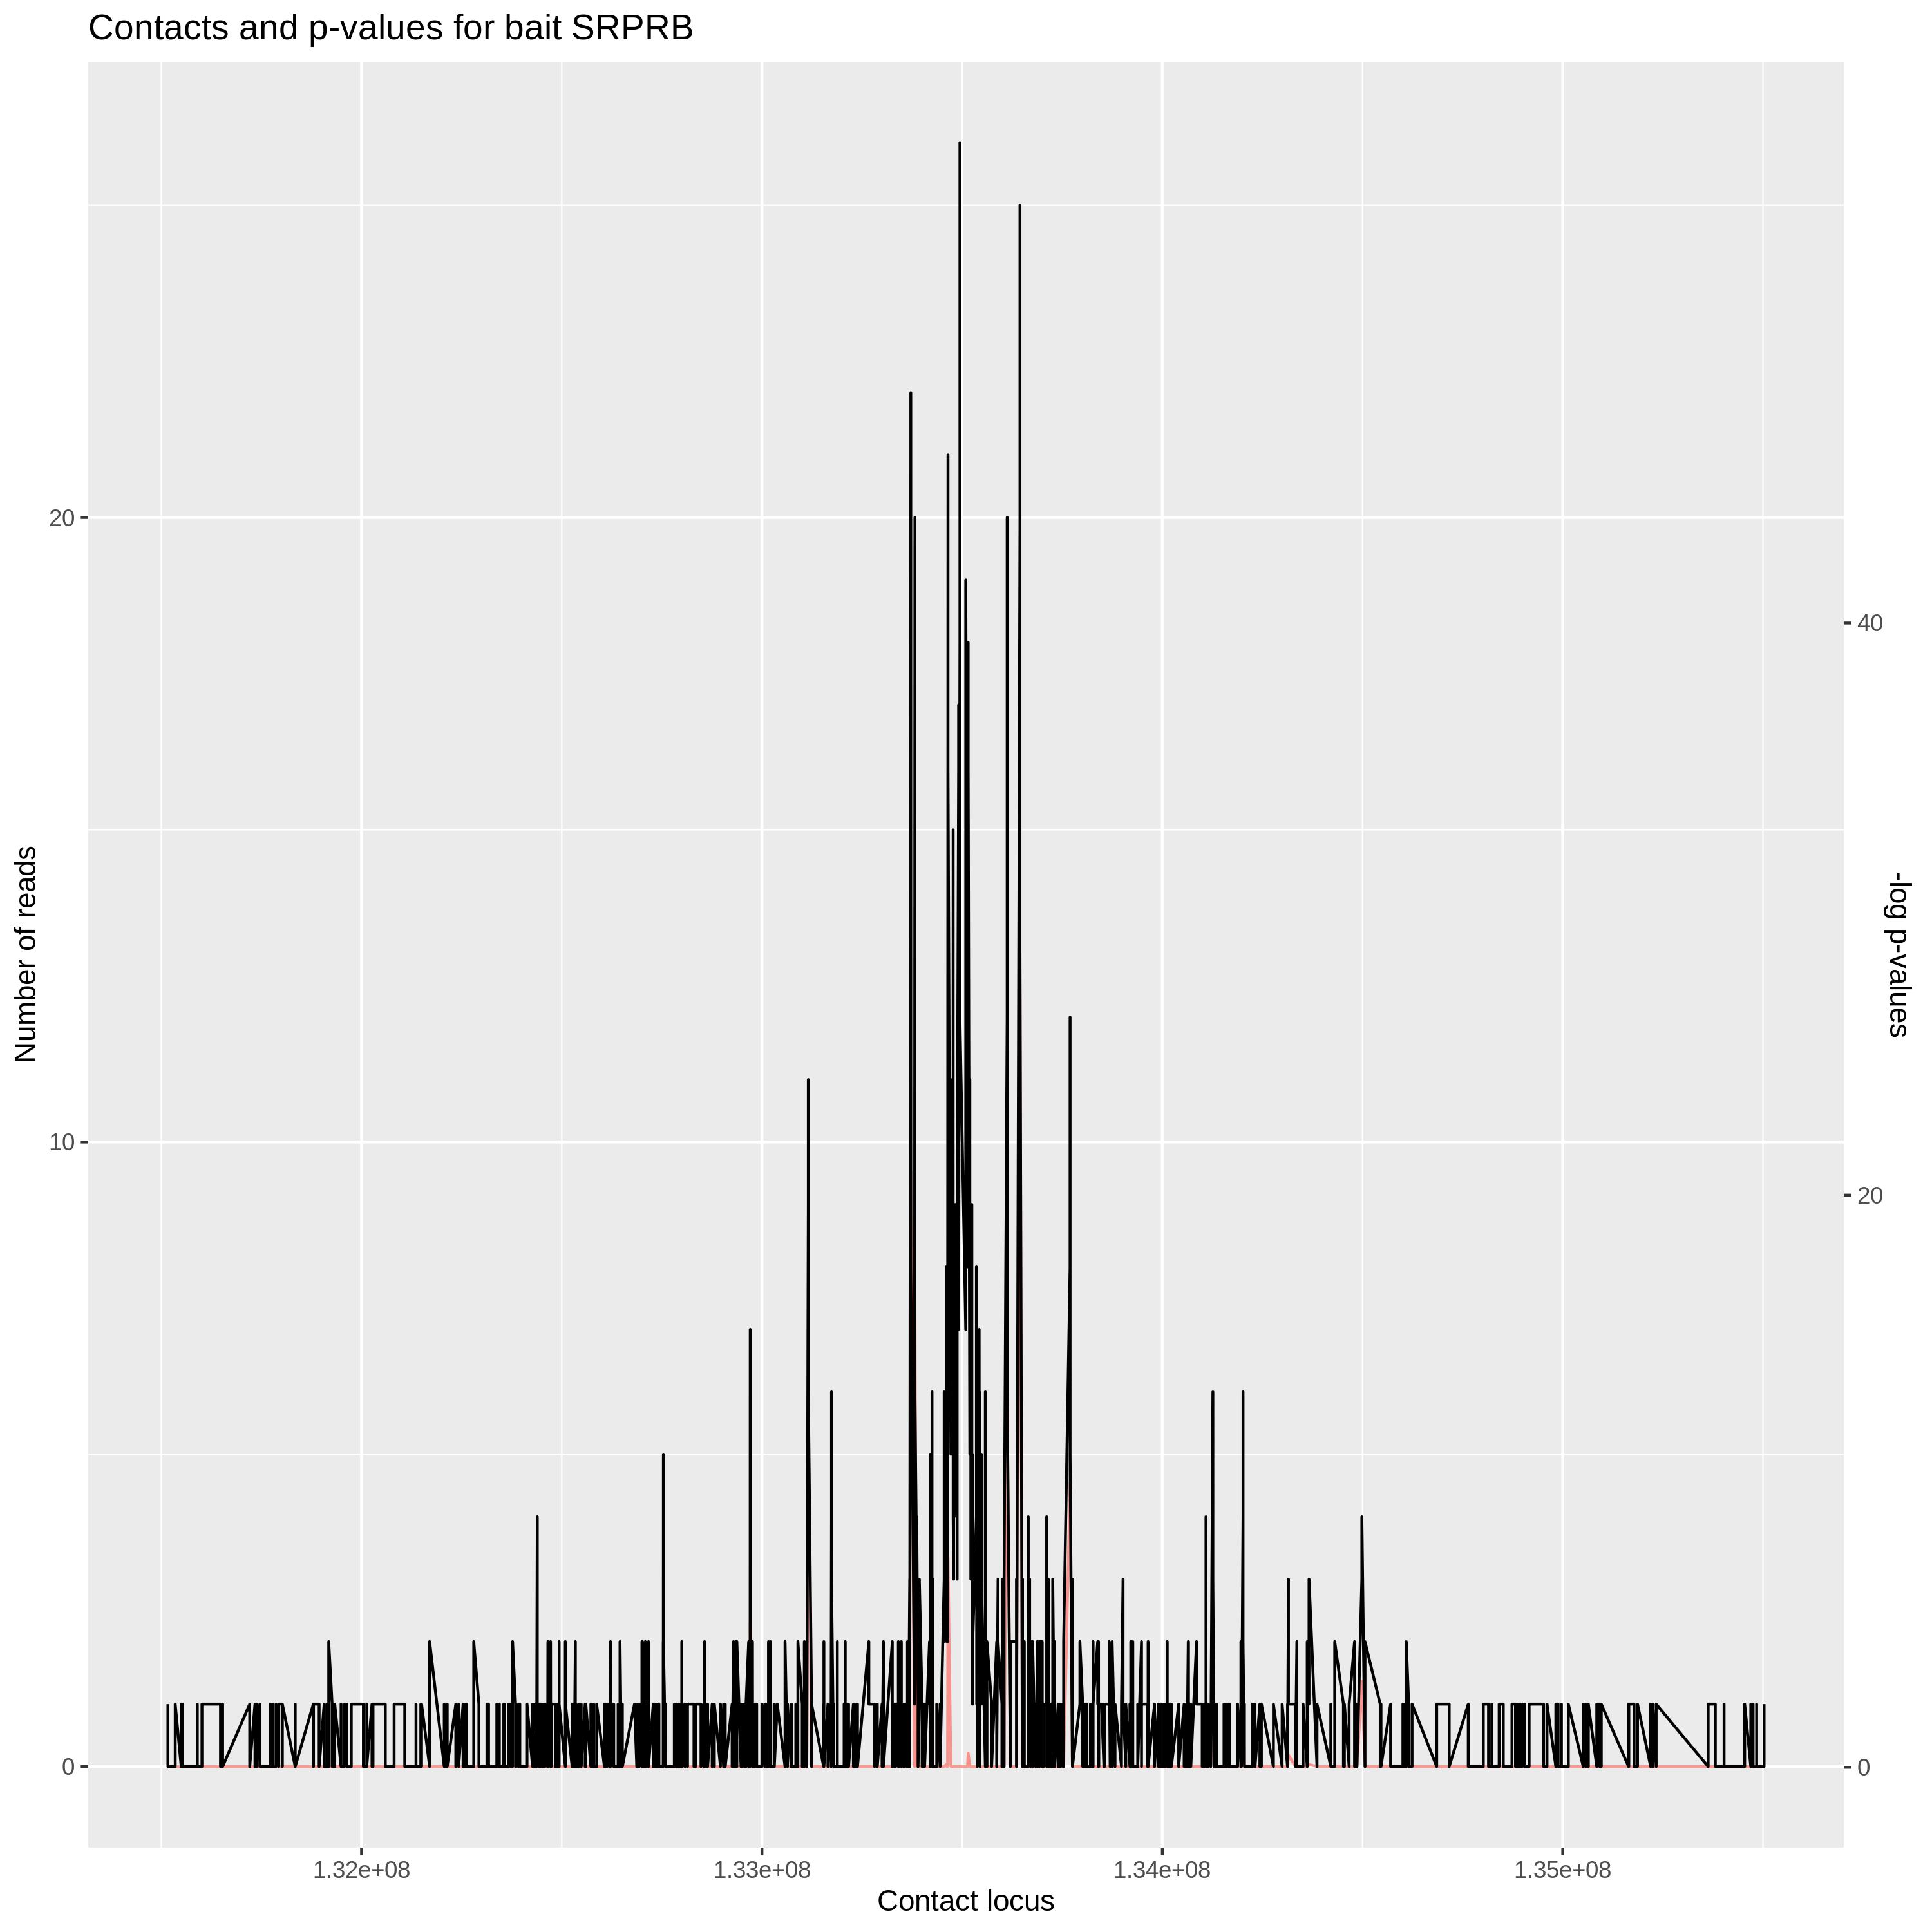 Contacts and p-values for bait SRPRB
Number of reads
20
10
0
40
20
0
-log p-values
1.32e+08
1.33e+08
1.34e+08
1.35e+08
Contact locus